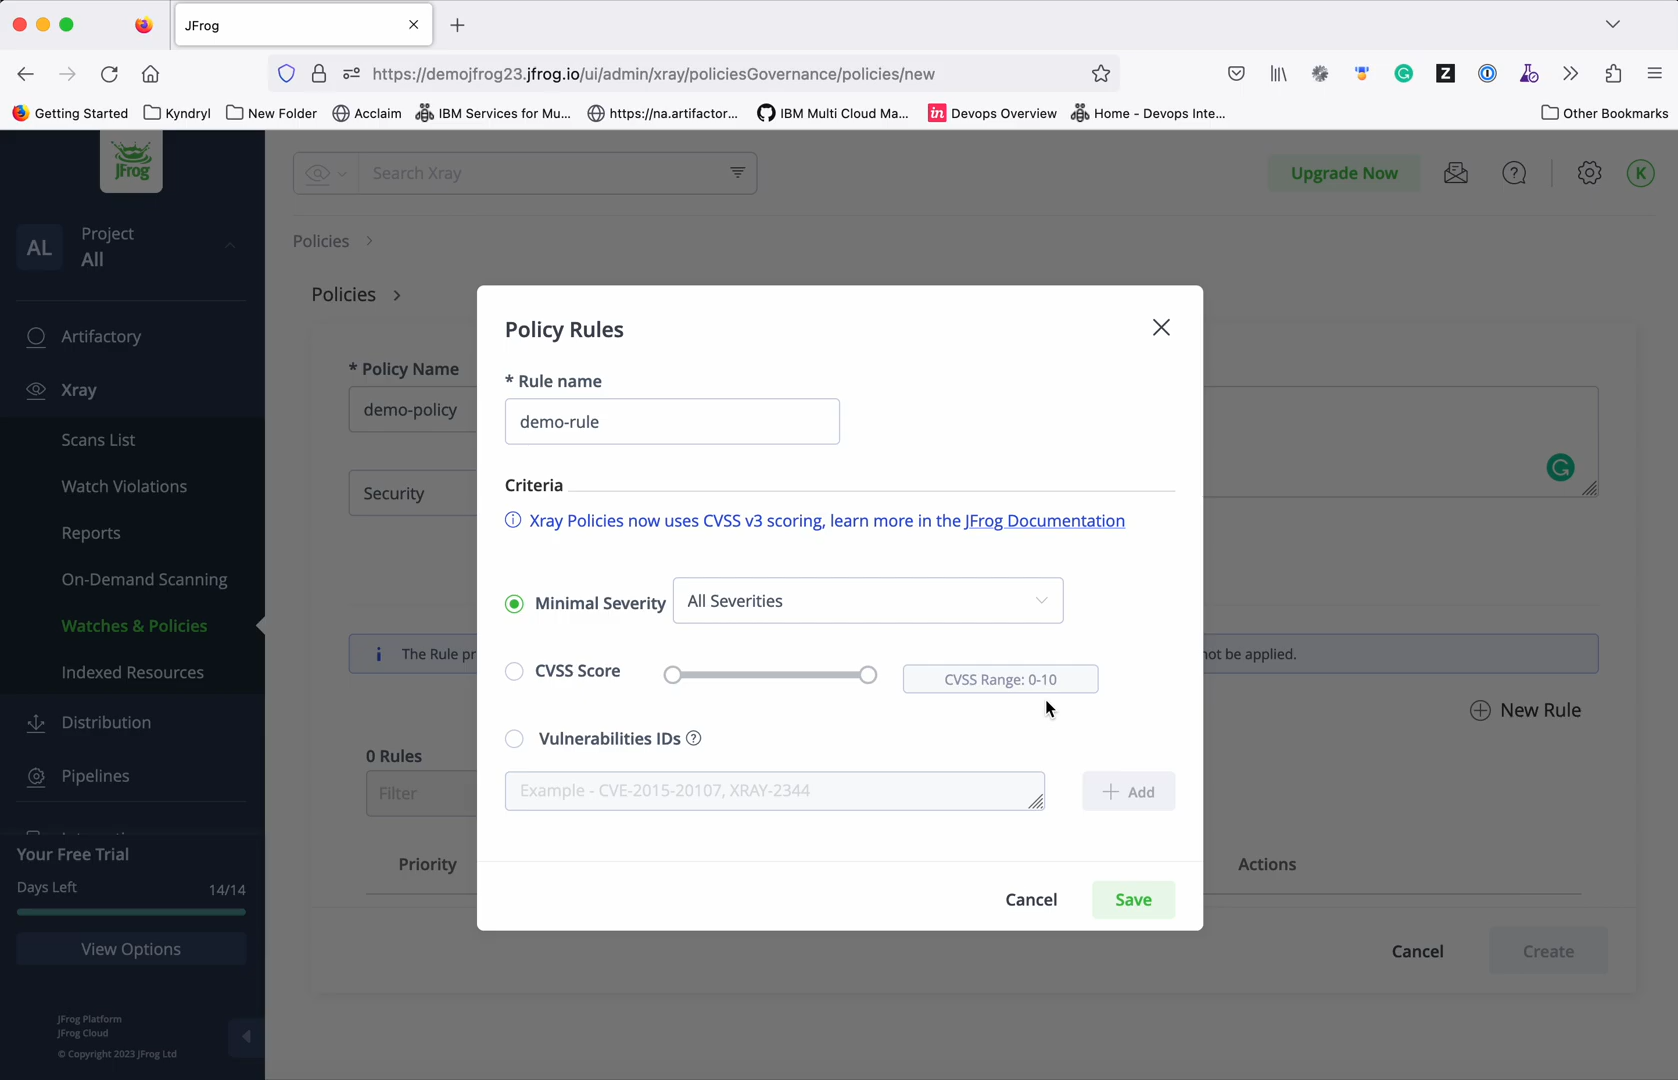 JFrog
https://demojfrog23.jfrog.io/ui/admin/xray/policiesGovernance/policies/new
Getting Started
Kyndryl
New Folder
Acclaim
IBM Services for Mu...
https://na.artifactor...
IBM Multi Cloud Ma...
in
Devops Overview
Home - Devops Inte...
Other Bookmarks
JFrog
AL
Project
All
Artifactory
Xray
Scans List
Watch Violations
Reports
On-Demand Scanning
Watches & Policies
Indexed Resources
Distribution
Pipelines
Your Free Trial
Days Left
14/14
View Options
JFrog Platform
JFrog Cloud
© Copyright 2023 JFrog Ltd
Search Xray
Upgrade Now
K
Policies >
Policies >
* Policy Name
demo-policy
Security
The Rule pr
ot be applied.
New Rule
0 Rules
Filter
Priority
Actions
Cancel
Create
Policy Rules
* Rule name
demo-rule
Criteria
Xray Policies now uses CVSS v3 scoring, learn more in the JFrog Documentation
Minimal Severity
All Severities
CVSS Score
CVSS Range: 0-10
Vulnerabilities IDs
Example - CVE-2015-20107, XRAY-2344
+ Add
Cancel
Save